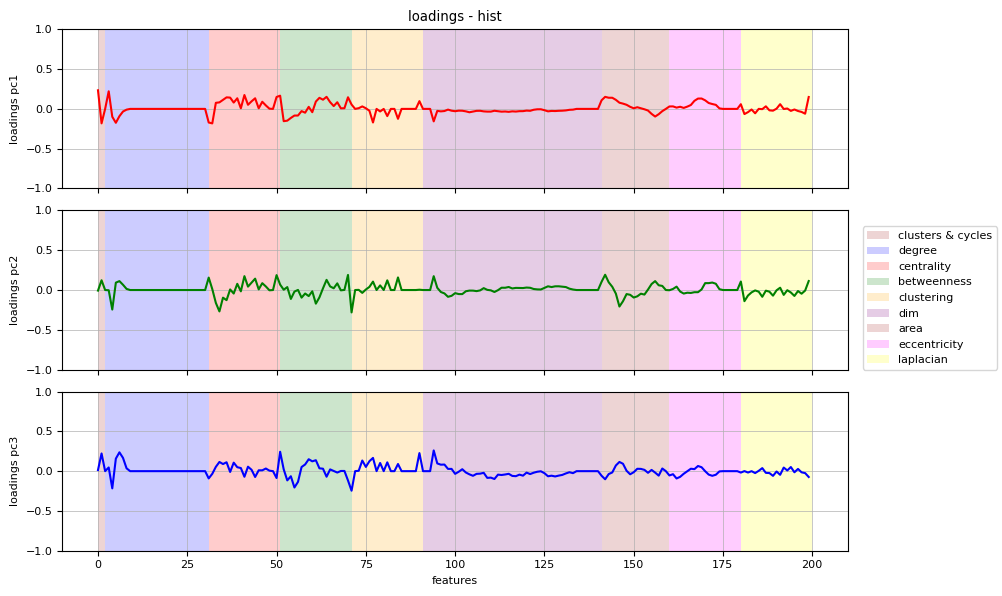 loadings - hist
1.0
0.5
0.0
−0.5
−1.0
loadings pc1
1.0
0.5
0.0
−0.5
−1.0
loadings pc2
clusters & cycles
degree
centrality
betweenness
clustering
dim
area
eccentricity
laplacian
1.0
0.5
0.0
−0.5
−1.0
loadings pc3
0 25 50 75 100 125 150 175 200
features